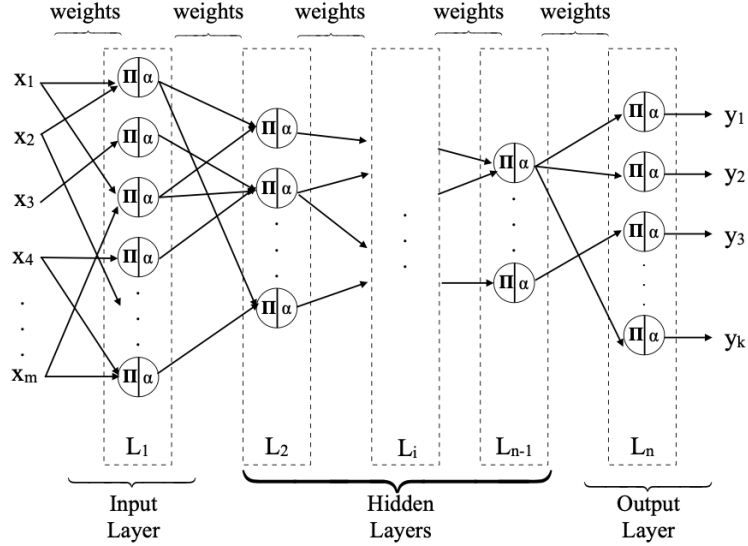 weights weights weights weights weights
x1
x2
x3
x4
xm
Π α
Π α
Π α
Π α
Π α
L1
Π α
Π α
Π α
L2
Li
Π α
Π α
Ln-1
Π α
Π α
Π α
Π α
Ln
y1
y2
y3
yk
Input
Layer
Hidden
Layers
Output
Layer